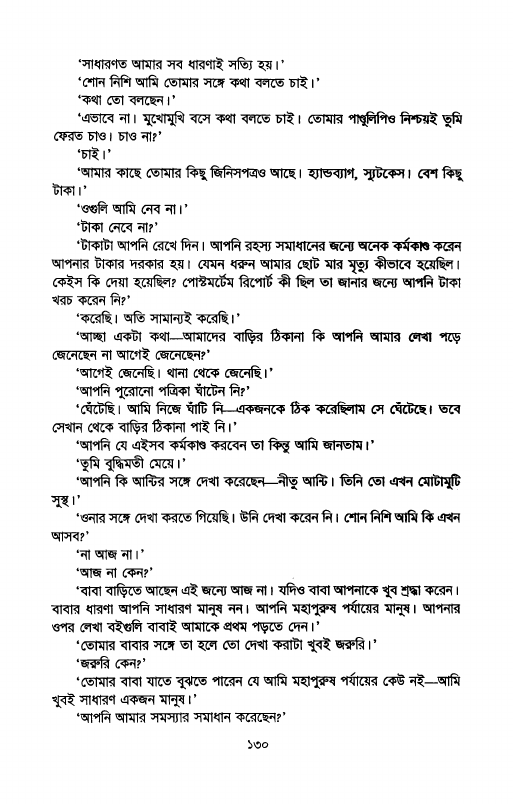 ‘সাধারণত আমার সব ধারণাই সত্যি হয়।’
‘শোন নিশি আমি তোমার সঙ্গে কথা বলতে চাই।’
‘কথা তো বলছেন।’
‘এভাবে না। মুখোমুখি বসে কথা বলতে চাই। তোমার পাণ্ডুলিপিও নিশ্চয়ই তুমি
ফেরত চাও। চাও না?’
‘চাই।’
‘আমার কাছে তোমার কিছু জিনিসপত্রও আছে। হ্যান্ডব্যাগ, স্যুটকেস। বেশ কিছু
টাকা।’
‘ওগুলি আমি নেব না।’
‘টাকা নেবে না?’
‘টাকাটা আপনি রেখে দিন। আপনি রহস্য সমাধানের জন্যে অনেক কর্মকাণ্ড করেন
আপনার টাকার দরকার হয়। যেমন ধরুন আমার ছোট মার মৃত্যু কীভাবে হয়েছিল।
কেইস কি দেয়া হয়েছিল? পোস্টমর্টেম রিপোর্ট কী ছিল তা জানার জন্যে আপনি টাকা
খরচ করেন নি?’
‘করেছি। অতি সামান্যই করেছি।’
‘আচ্ছা একটা কথা—আমাদের বাড়ির ঠিকানা কি আপনি আমার লেখা পড়ে
জেনেছেন না আগেই জেনেছেন?’
‘আগেই জেনেছি। থানা থেকে জেনেছি।’
‘আপনি পুরোনো পত্রিকা ঘাঁটেন নি?’
‘ঘেঁটেছি। আমি নিজে ঘাঁটি নি—একজনকে ঠিক করেছিলাম সে ঘেঁটেছে। তবে
সেখান থেকে বাড়ির ঠিকানা পাই নি।’
‘আপনি যে এইসব কর্মকাণ্ড করবেন তা কিন্তু আমি জানতাম।’
‘তুমি বুদ্ধিমতী মেয়ে।’
‘আপনি কি আন্টির সঙ্গে দেখা করেছেন—নীতু আন্টি। তিনি তো এখন মোটামুটি
সুস্থ।’
‘ওনার সঙ্গে দেখা করতে গিয়েছি। উনি দেখা করেন নি। শোন নিশি আমি কি এখন
আসব?’
‘না আজ না।’
‘আজ না কেন?’
‘বাবা বাড়িতে আছেন এই জন্যে আজ না। যদিও বাবা আপনাকে খুব শ্রদ্ধা করেন।
বাবার ধারণা আপনি সাধারণ মানুষ নন। আপনি মহাপুরুষ পর্যায়ের মানুষ। আপনার
ওপর লেখা বইগুলি বাবাই আমাকে প্রথম পড়তে দেন।’
‘তোমার বাবার সঙ্গে তা হলে তো দেখা করাটা খুবই জরুরি।’
‘জরুরি কেন?’
‘তোমার বাবা যাতে বুঝতে পারেন যে আমি মহাপুরুষ পর্যায়ের কেউ নই—আমি
খুবই সাধারণ একজন মানুষ।’
‘আপনি আমার সমস্যার সমাধান করেছেন?’
১৩০